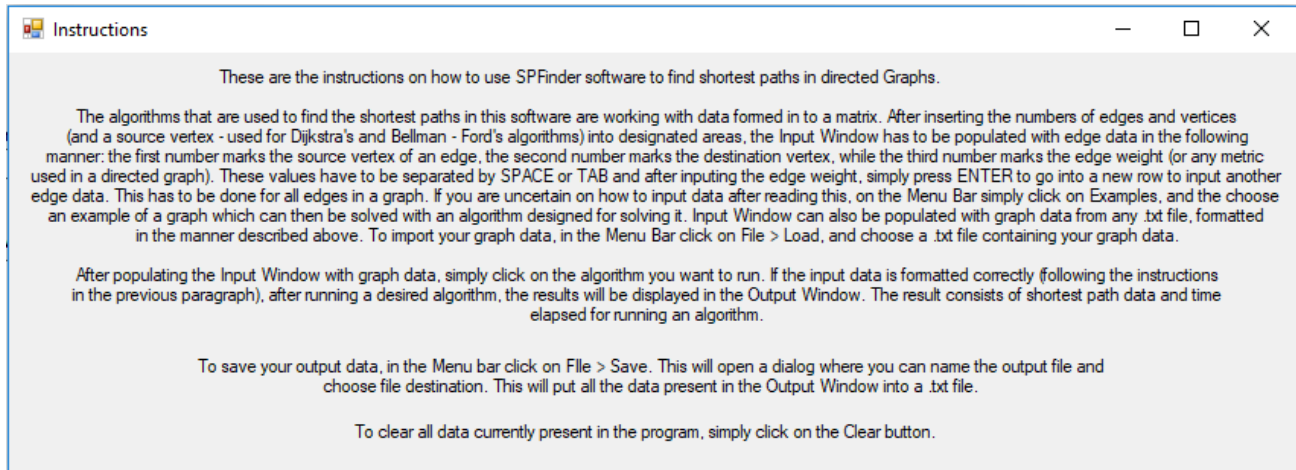 Instructions
These are the instructions on how to use SPFinder software to find shortest paths in directed Graphs.
The algorithms that are used to find the shortest paths in this software are working with data formed in to a matrix. After inserting the numbers of edges and vertices
(and a source vertex - used for Dijkstra's and Bellman - Ford's algorithms) into designated areas, the Input Window has to be populated with edge data in the following
manner: the first number marks the source vertex of an edge, the second number marks the destination vertex, while the third number marks the edge weight (or any metric
used in a directed graph). These values have to be separated by SPACE or TAB and after inputing the edge weight, simply press ENTER to go into a new row to input another
edge data. This has to be done for all edges in a graph. If you are uncertain on how to input data after reading this, on the Menu Bar simply click on Examples, and the choose
an example of a graph which can then be solved with an algorithm designed for solving it. Input Window can also be populated with graph data from any .txt file, formatted
in the manner described above. To import your graph data, in the Menu Bar click on File > Load, and choose a .txt file containing your graph data.
After populating the Input Window with graph data, simply click on the algorithm you want to run. If the input data is formatted correctly (following the instructions
in the previous paragraph), after running a desired algorithm, the results will be displayed in the Output Window. The result consists of shortest path data and time
elapsed for running an algorithm.
To save your output data, in the Menu bar click on FIle > Save. This will open a dialog where you can name the output file and
choose file destination. This will put all the data present in the Output Window into a .txt file.
To clear all data currently present in the program, simply click on the Clear button.